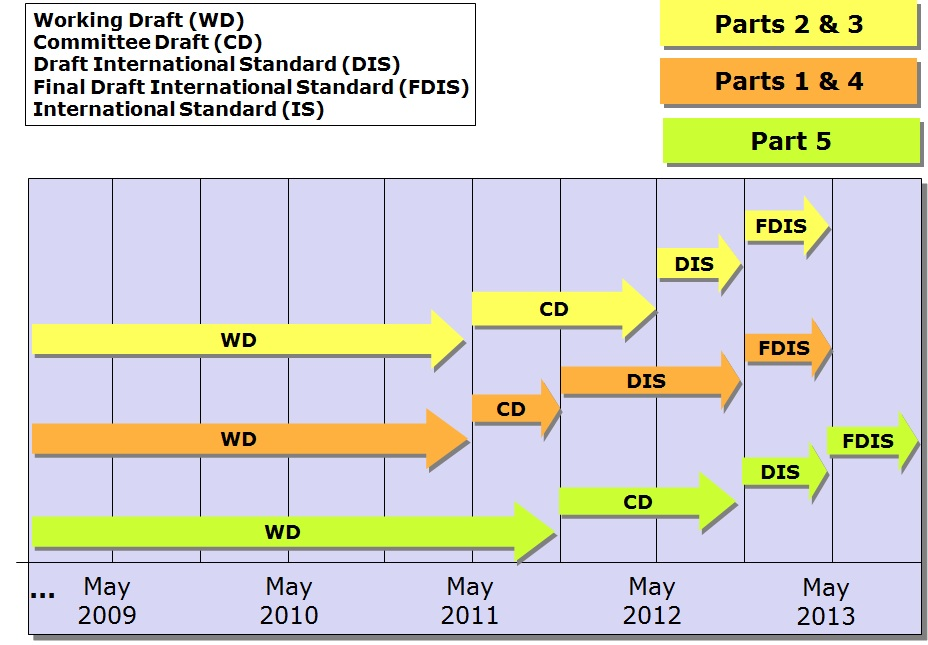 Working Draft (WD)
Committee Draft (CD)
Draft International Standard (DIS)
Final Draft International Standard (FDIS)
International Standard (IS)
Parts 2 & 3
Parts 1 & 4
Part 5
FDIS
DIS
CD
WD
FDIS
DIS
CD
WD
FDIS
DIS
CD
WD
...
May
2009
May
2010
May
2011
May
2012
May
2013